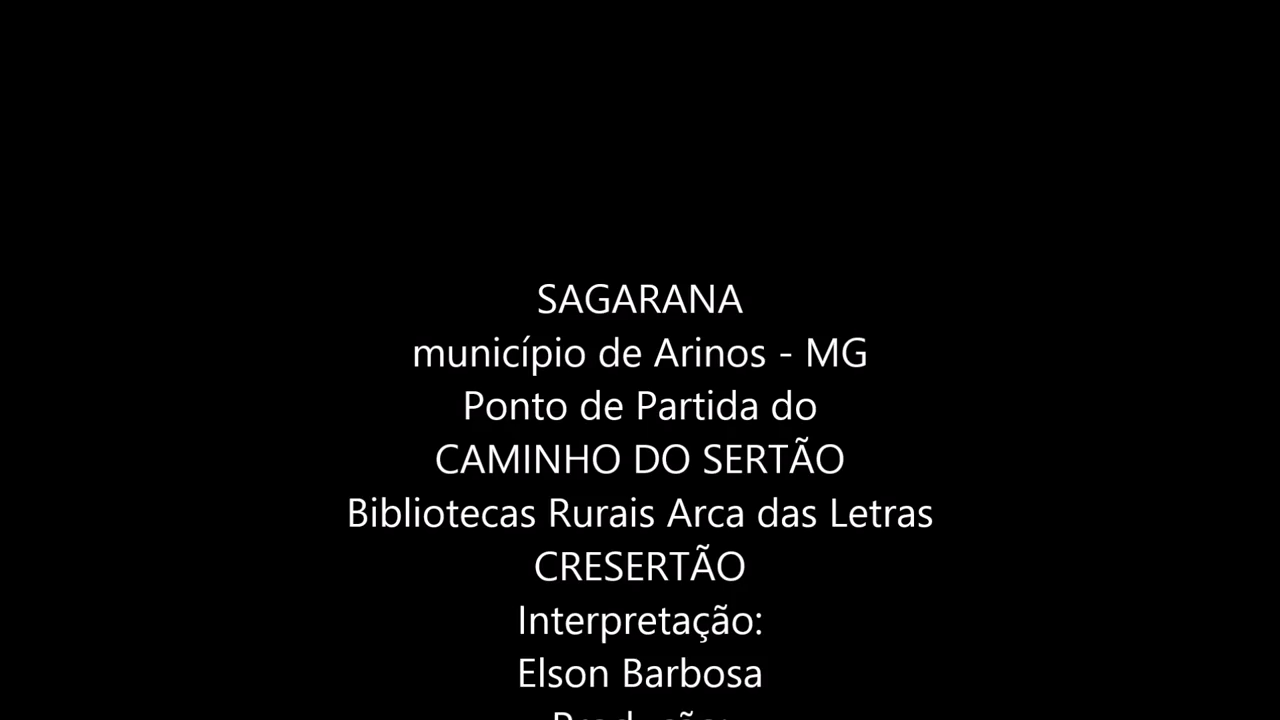 SAGARANA
município de Arinos - MG
Ponto de Partida do
CAMINHO DO SERTÃO
Bibliotecas Rurais Arca das Letras
CRESERTÃO
Interpretação:
Elson Barbosa